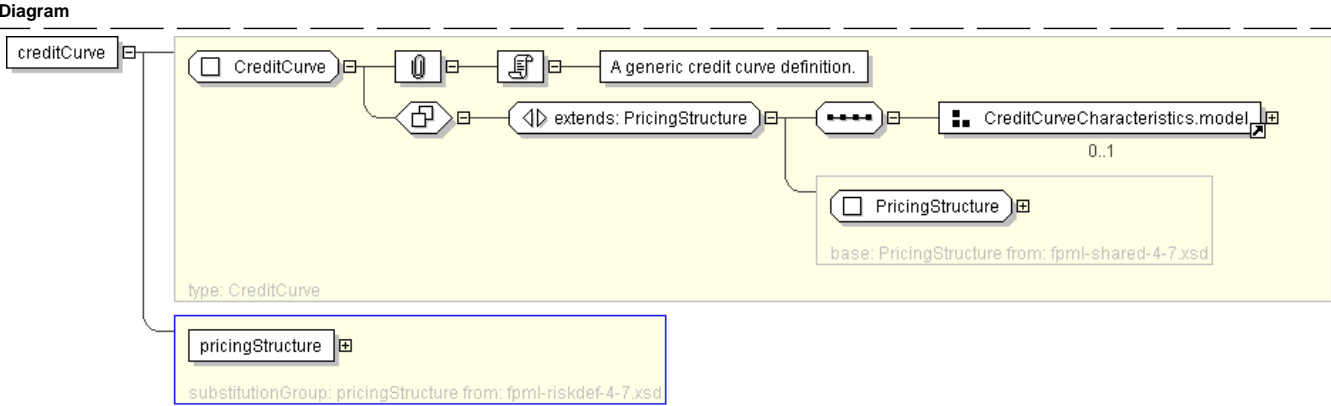 Diagram
creditCurve
CreditCurve
A generic credit curve definition.
extends: PricingStructure
CreditCurveCharacteristics.model
0..1
PricingStructure
base: PricingStructure from: fpml-shared-4-7.xsd
type: CreditCurve
pricingStructure
substitutionGroup: pricingStructure from: fpml-riskdef-4-7.xsd